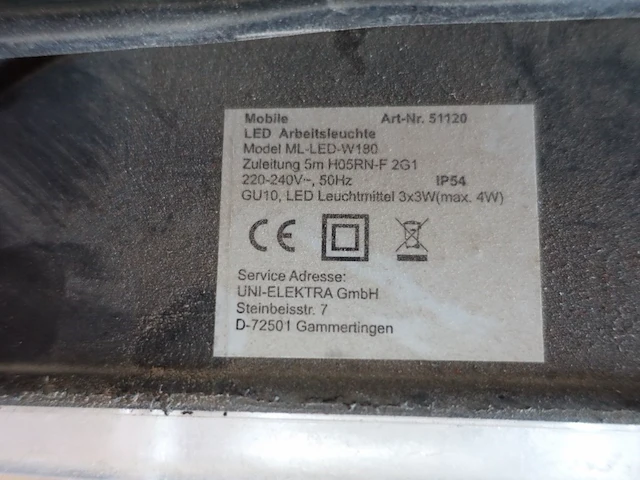 Mobile Art-Nr. 51120
LED Arbeitsleuchte
Model ML-LED-W180
Zuleitung 5m H05RN-F 2G1
220-240V~, 50Hz IP54
GU10, LED Leuchtmittel 3x3W(max. 4W)
CE
Service Adresse:
UNI-ELEKTRA GmbH
Steinbeisstr. 7
D-72501 Gammertingen